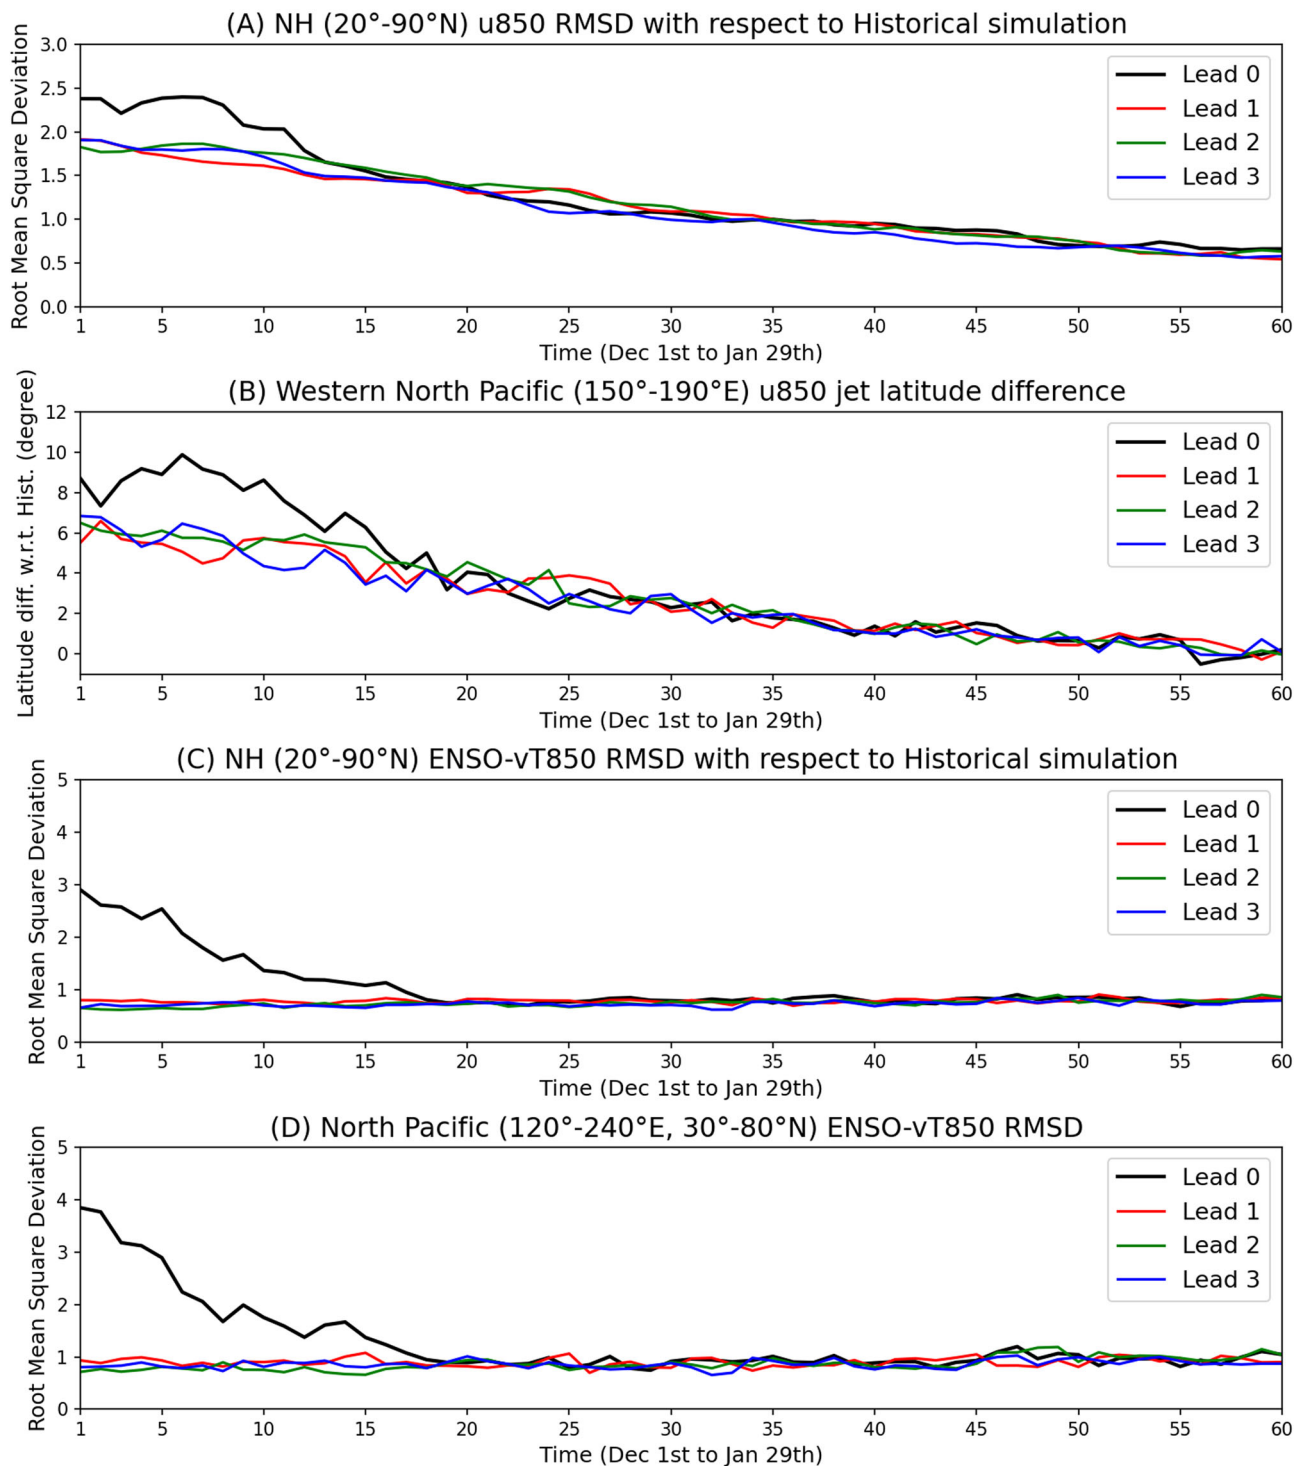 (A) NH (20°-90°N) u850 RMSD with respect to Historical simulation
Root Mean Square Deviation
3.0
2.5
2.0
1.5
1.0
0.5
0.0
Lead 0
Lead 1
Lead 2
Lead 3
1 5 10 15 20 25 30 35 40 45 50 55 60
Time (Dec 1st to Jan 29th)
(B) Western North Pacific (150°-190°E) u850 jet latitude difference
Latitude diff. w.r.t. Hist. (degree)
12
10
8
6
4
2
0
Lead 0
Lead 1
Lead 2
Lead 3
1 5 10 15 20 25 30 35 40 45 50 55 60
Time (Dec 1st to Jan 29th)
(C) NH (20°-90°N) ENSO-vT850 RMSD with respect to Historical simulation
Root Mean Square Deviation
5
4
3
2
1
0
Lead 0
Lead 1
Lead 2
Lead 3
1 5 10 15 20 25 30 35 40 45 50 55 60
Time (Dec 1st to Jan 29th)
(D) North Pacific (120°-240°E, 30°-80°N) ENSO-vT850 RMSD
Root Mean Square Deviation
5
4
3
2
1
0
Lead 0
Lead 1
Lead 2
Lead 3
1 5 10 15 20 25 30 35 40 45 50 55 60
Time (Dec 1st to Jan 29th)